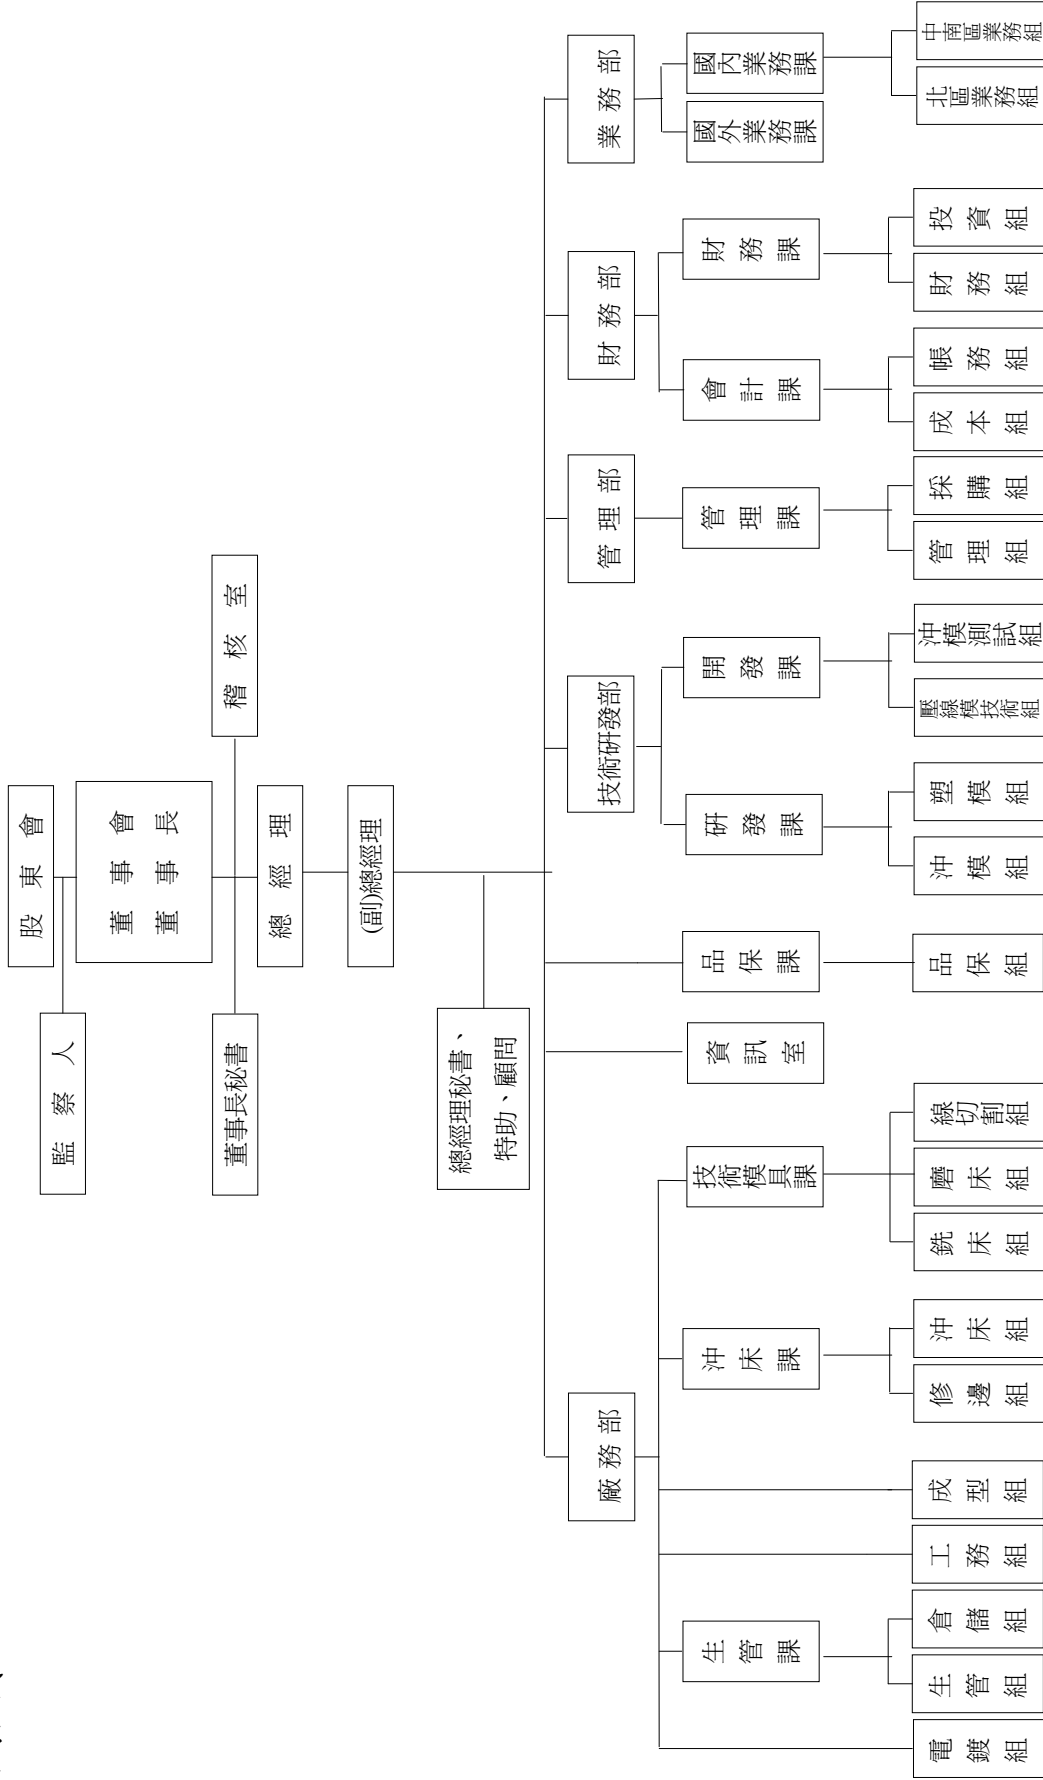 股東會
監察人
董事會
董事長
董事長秘書
稽核室
總經理
(副)總經理
總經理秘書、
特助、顧問
廠務部
技術研發部
管理部
財務部
業務部
生管課
沖床課
技術模具課
資訊室
品保課
研發課
開發課
管理課
會計課
財務課
國外業務課
國內業務課
電鍍組
生管組
倉儲組
工務組
成型組
修邊組
沖床組
銑床組
磨床組
線切割組
品保組
沖模組
塑模組
壓線模技術組
沖模測試組
管理組
採購組
成本組
帳務組
財務組
投資組
北區業務組
中南區業務組